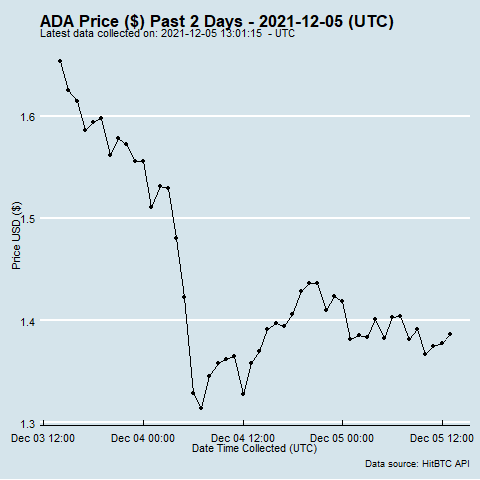 ADA Price ($) Past 2 Days - 2021-12-05 (UTC)
Latest data collected on: 2021-12-05 13:01:15 - UTC
Price USD ($)
1.6
1.5
1.4
1.3
Dec 03 12:00 Dec 04 00:00 Dec 04 12:00 Dec 05 00:00 Dec 05 12:00
Date Time Collected (UTC)
Data source: HitBTC API